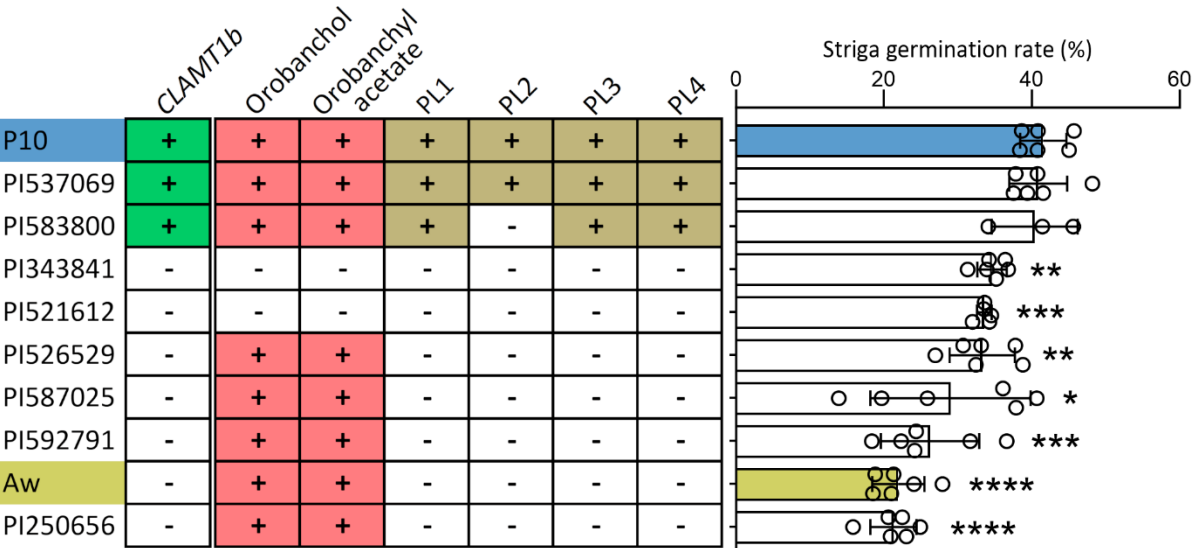 Striga germination rate (%)
CLAMT1b Orobanchol Orobanchyl acetate PL1 PL2 PL3 PL4 0 20 40 60
P10 + + + + + + +
PI537069 + + + + + + +
PI583800 + + + + - + +
PI343841 - - - - - - - **
PI521612 - - - - - - - ***
PI526529 - + + - - - - **
PI587025 - + + - - - - *
PI592791 - + + - - - - ***
Aw - + + - - - - ****
PI250656 - + + - - - - ****